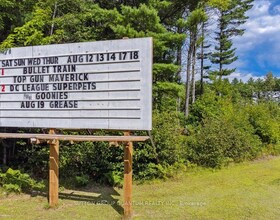 SAT SUN WED THUR AUG 12 13 14 17 18
1 BULLET TRAIN
TOP GUN MAVERICK
2 DC LEAGUE SUPERPETS
GOONIES
AUG 19 GREASE